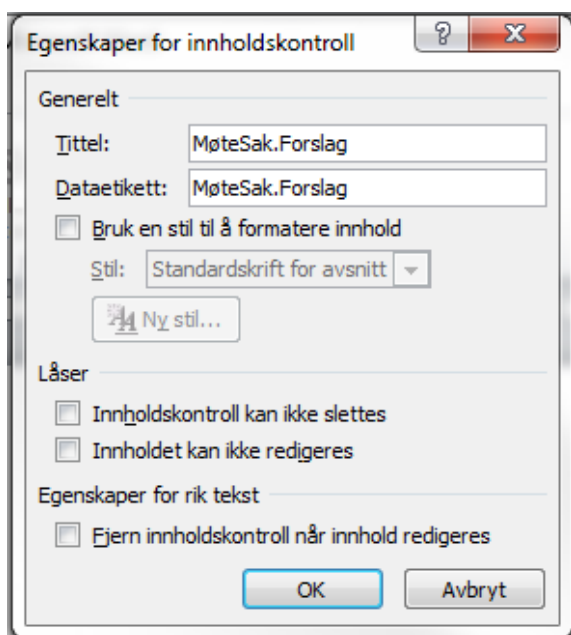 Egenskaper for innholdskontroll
Generelt
Tittel: MøteSak.Forslag
Dataetikett: MøteSak.Forslag
Bruk en stil til å formatere innhold
Stil: Standardskrift for avsnitt
Ny stil...
Låser
Innholdskontroll kan ikke slettes
Innholdet kan ikke redigeres
Egenskaper for rik tekst
Fjern innholdskontroll når innhold redigeres
OK Avbryt